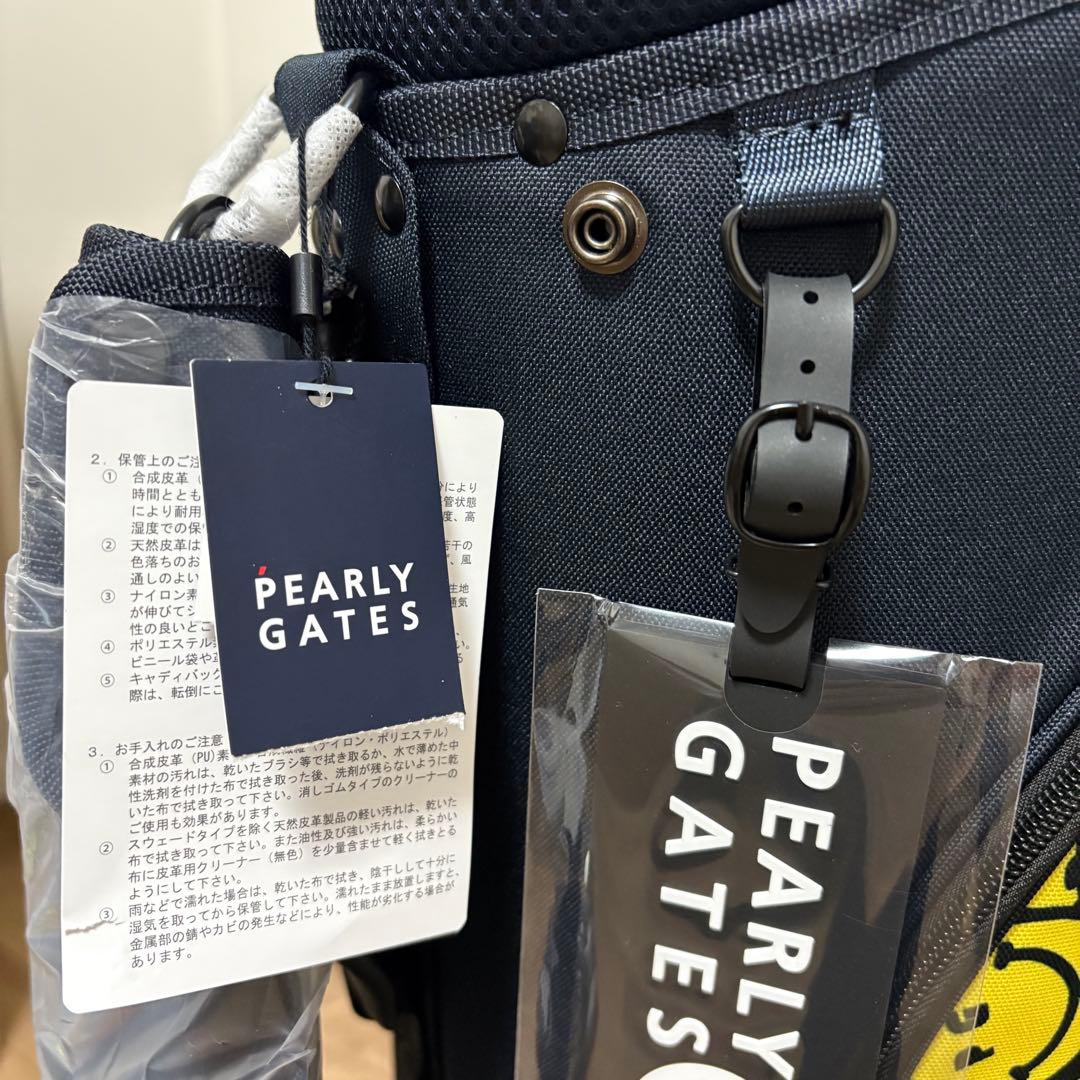 2．保管上のご注
① 合成皮革（
分により
時間ととも
管状態
により耐用
度、高
湿度での保
② 天然皮革は
若干の
色落ちのお
、風
通しのよい
③ ナイロン素
生地
が伸びてシ
通気
性の良いとこ
④ ポリエステル
い。
ビニール袋や
る
⑤ キャディバッグ
際は、転倒にご
PEARLY
GATES
3．お手入れのご注意
① 合成皮革（PU)素 （ナイロン・ポリエステル）
素材の汚れは、乾いたブラシ等で拭き取るか、水で薄めた中
性洗剤を付けた布で拭き取った後、洗剤が残らないように乾
いた布で拭き取って下さい。消しゴムタイプのクリーナーの
ご使用も効果があります。
② スウェードタイプを除く天然皮革製品の軽い汚れは、乾いた
布で拭き取って下さい。また油性及び強い汚れは、柔らかい
布に皮革用クリーナー（無色）を少量含ませて軽く拭きとる
ようにして下さい。
③ 雨などで濡れた場合は、乾いた布で拭き、陰干しして十分に
湿気を取ってから保管して下さい。濡れたまま放置しますと、
金属部の錆やカビの発生などにより、性能が劣化する場合が
あります。
PEARLY
GATES